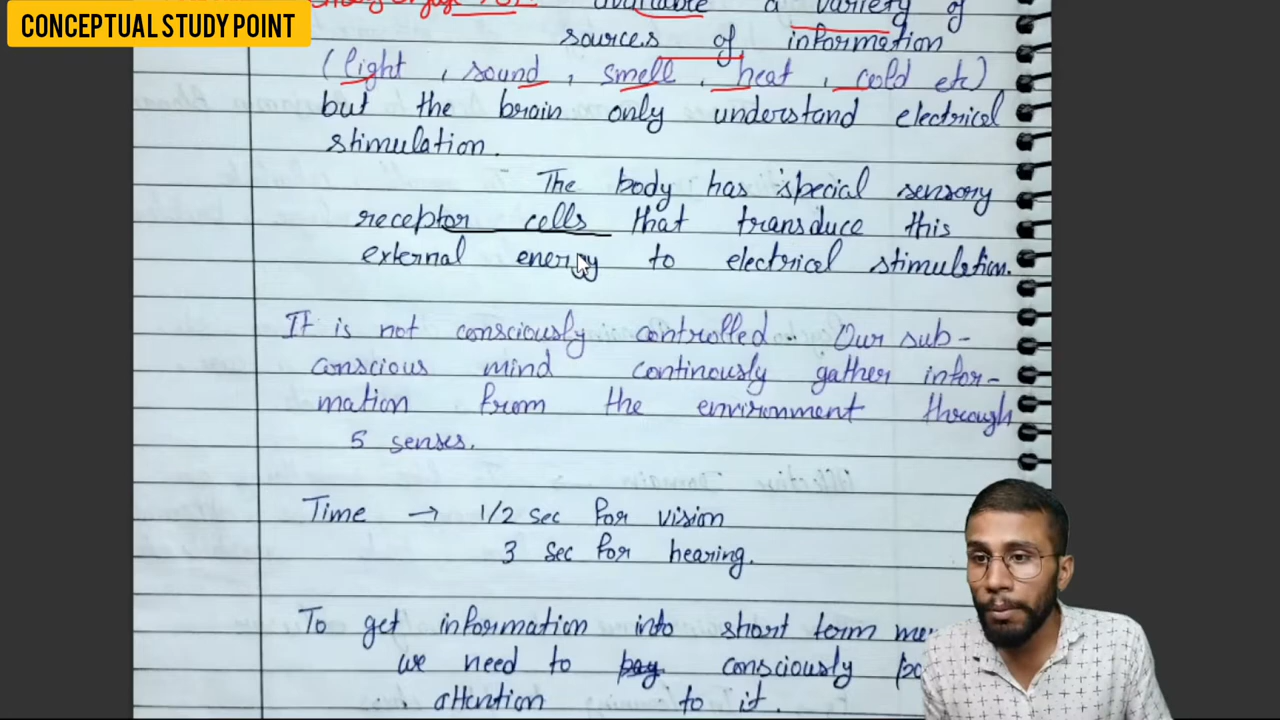 CONCEPTUAL STUDY POINT
available a variety of
sources of information
(light, sound, smell, heat, cold etc)
but the brain only understand electrical
stimulation.
The body has special sensory
receptor cells that transduce this
external energy to electrical stimulation.
It is not consciously controlled. Our sub-
conscious mind continously gather infor-
mation from the environment through
5 senses.
Time → 1/2 sec for vision
3 sec for hearing.
To get information into short term
we need to consciously
attention to it.